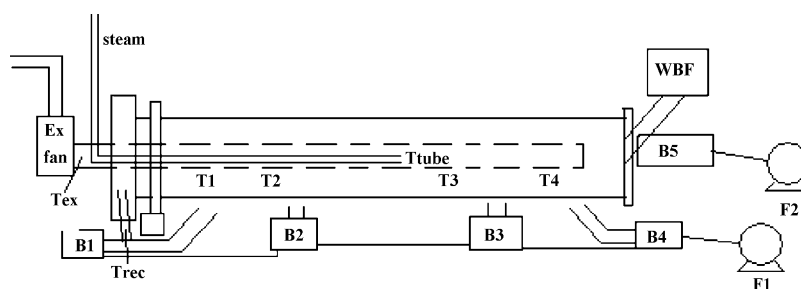 steam
WBF
Ex
fan
Ttube
B5
T1 T2 T3 T4
Tex
F2
B1 B2 B3 B4
Trec
F1